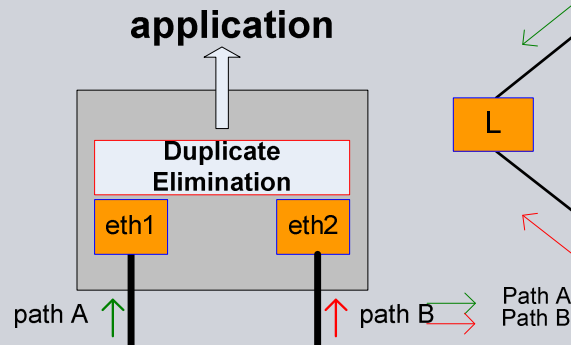 application
Duplicate
Elimination
eth1
eth2
L
path A
path B
Path A
Path B